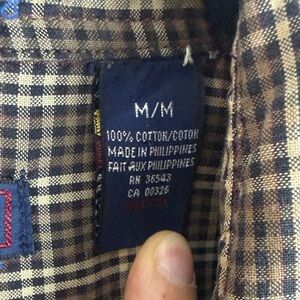 M/M
100% COTTON/COTON
MADE IN PHILIPPINES
FAIT AUX PHILIPPINES
RN 36543
CA 00326